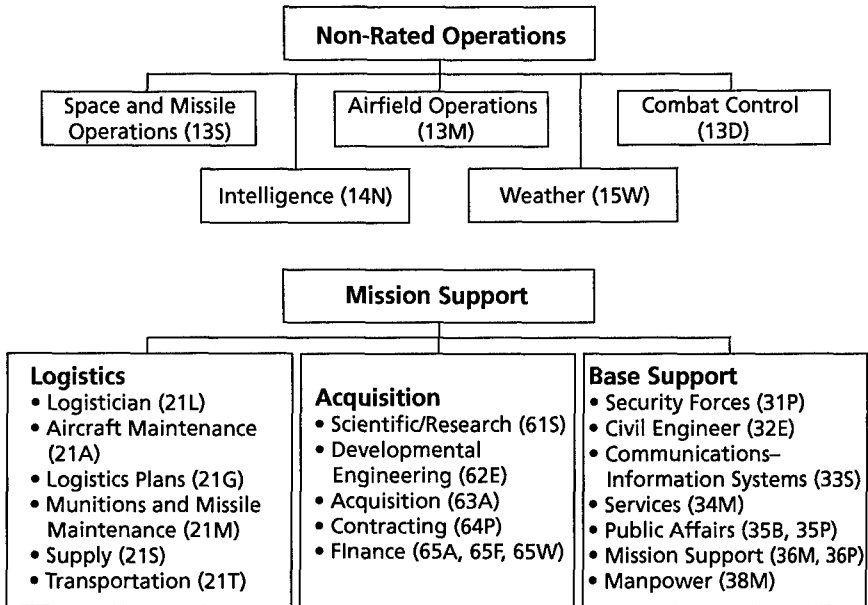 Non-Rated Operations
Space and Missile
Operations (13S)
Airfield Operations
(13M)
Combat Control
(13D)
Intelligence (14N)
Weather (15W)
Mission Support
Logistics
• Logistician (21L)
• Aircraft Maintenance
(21A)
• Logistics Plans (21G)
• Munitions and Missile
Maintenance (21M)
• Supply (21S)
• Transportation (21T)
Acquisition
• Scientific/Research (61S)
• Developmental
Engineering (62E)
• Acquisition (63A)
• Contracting (64P)
• FInance (65A, 65F, 65W)
Base Support
• Security Forces (31P)
• Civil Engineer (32E)
• Communications–
Information Systems (33S)
• Services (34M)
• Public Affairs (35B, 35P)
• Mission Support (36M, 36P)
• Manpower (38M)